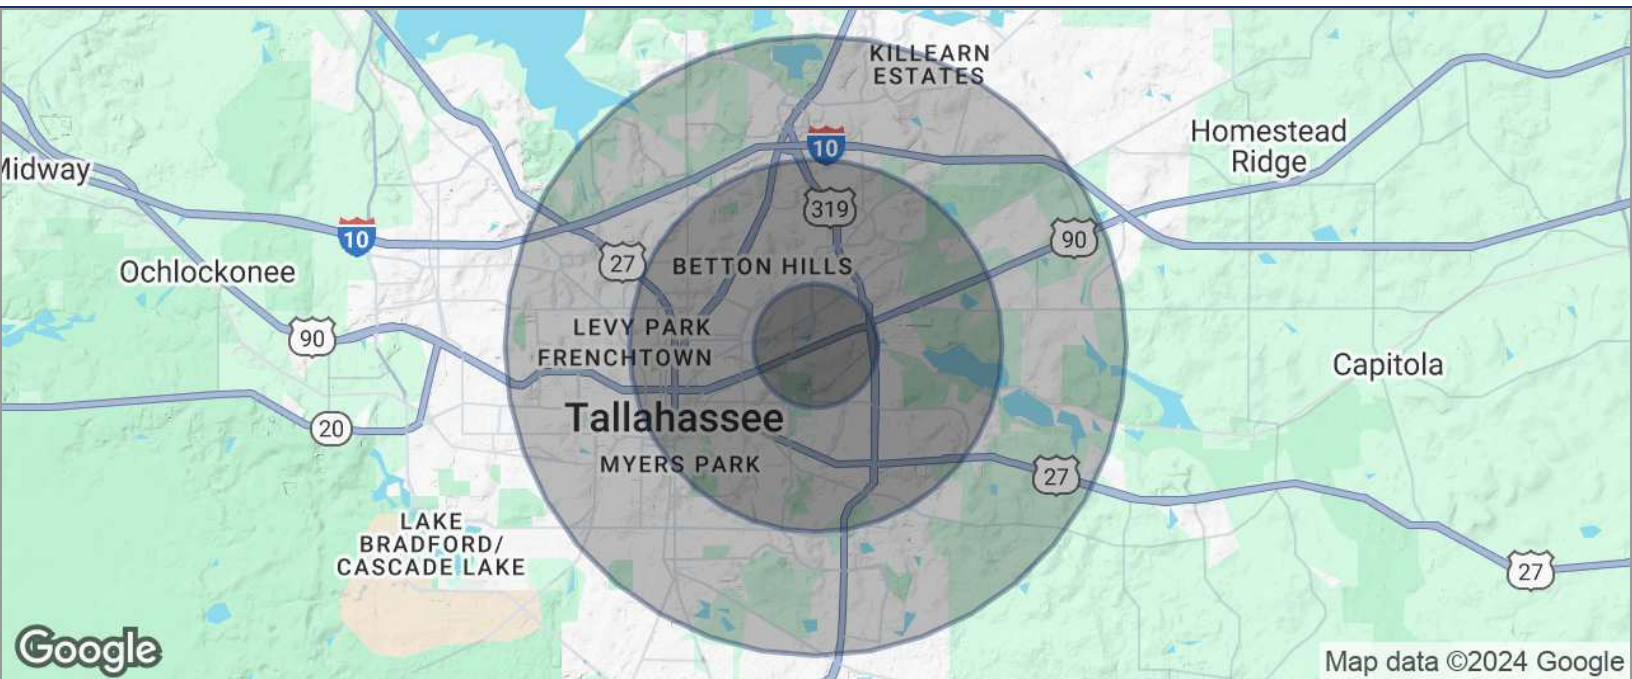 KILLEARN
ESTATES
10
Homestead
Ridge
319
10
90
27
BETTON HILLS
Ochlockonee
90
LEVY PARK
FRENCHTOWN
Capitola
Tallahassee
20
MYERS PARK
27
LAKE
BRADFORD/
CASCADE LAKE
27
Google
Map data ©2024 Google